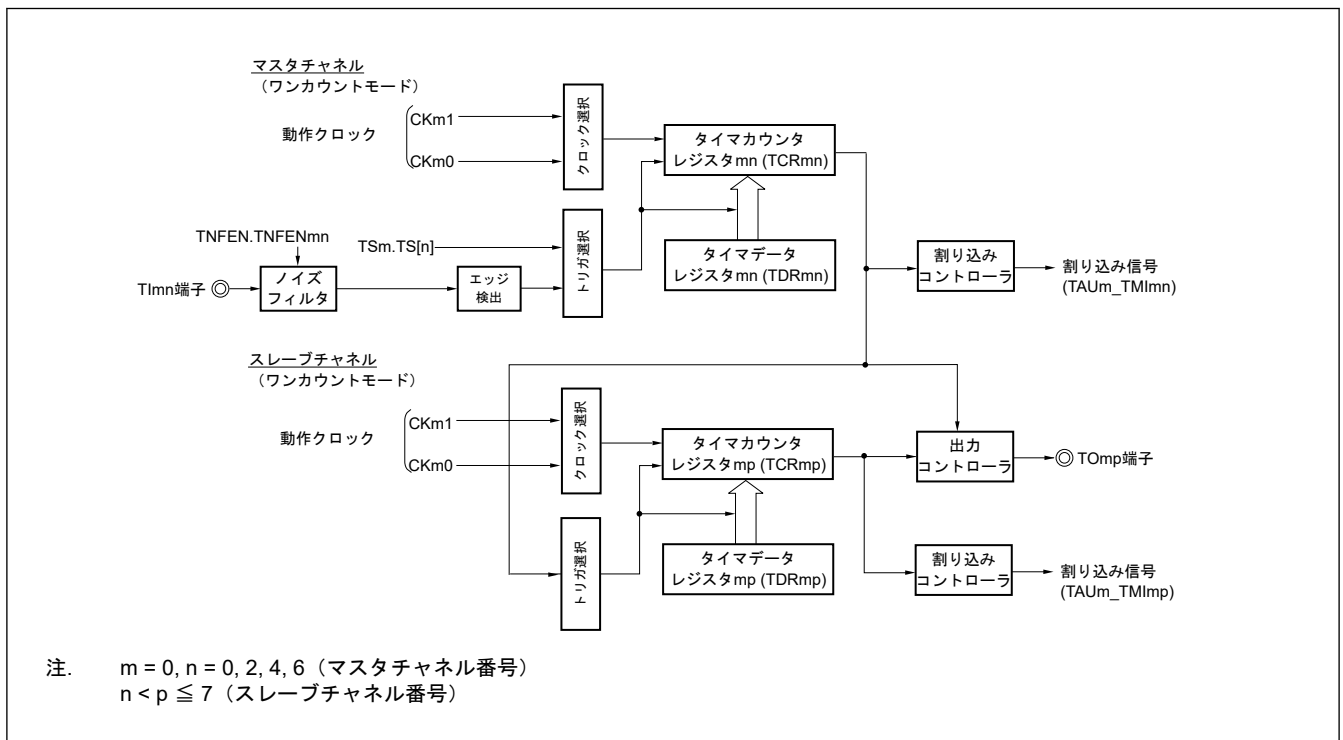 マスタチャネル
（ワンカウントモード）
動作クロック
CKm1
CKm0
クロック選択
タイマカウンタ
レジスタmn (TCRmn)
TNFEN.TNFENmn
TSm.TS[n]
トリガ選択
タイマデータ
レジスタmn (TDRmn)
割り込み
コントローラ
割り込み信号
(TAUm_TMImn)
TImn端子
ノイズ
フィルタ
エッジ
検出
スレーブチャネル
（ワンカウントモード）
動作クロック
CKm1
CKm0
クロック選択
タイマカウンタ
レジスタmp (TCRmp)
出力
コントローラ
TOmp端子
トリガ選択
タイマデータ
レジスタmp (TDRmp)
割り込み
コントローラ
割り込み信号
(TAUm_TMImp)
注. m = 0, n = 0, 2, 4, 6（マスタチャネル番号）
n < p ≦ 7（スレーブチャネル番号）